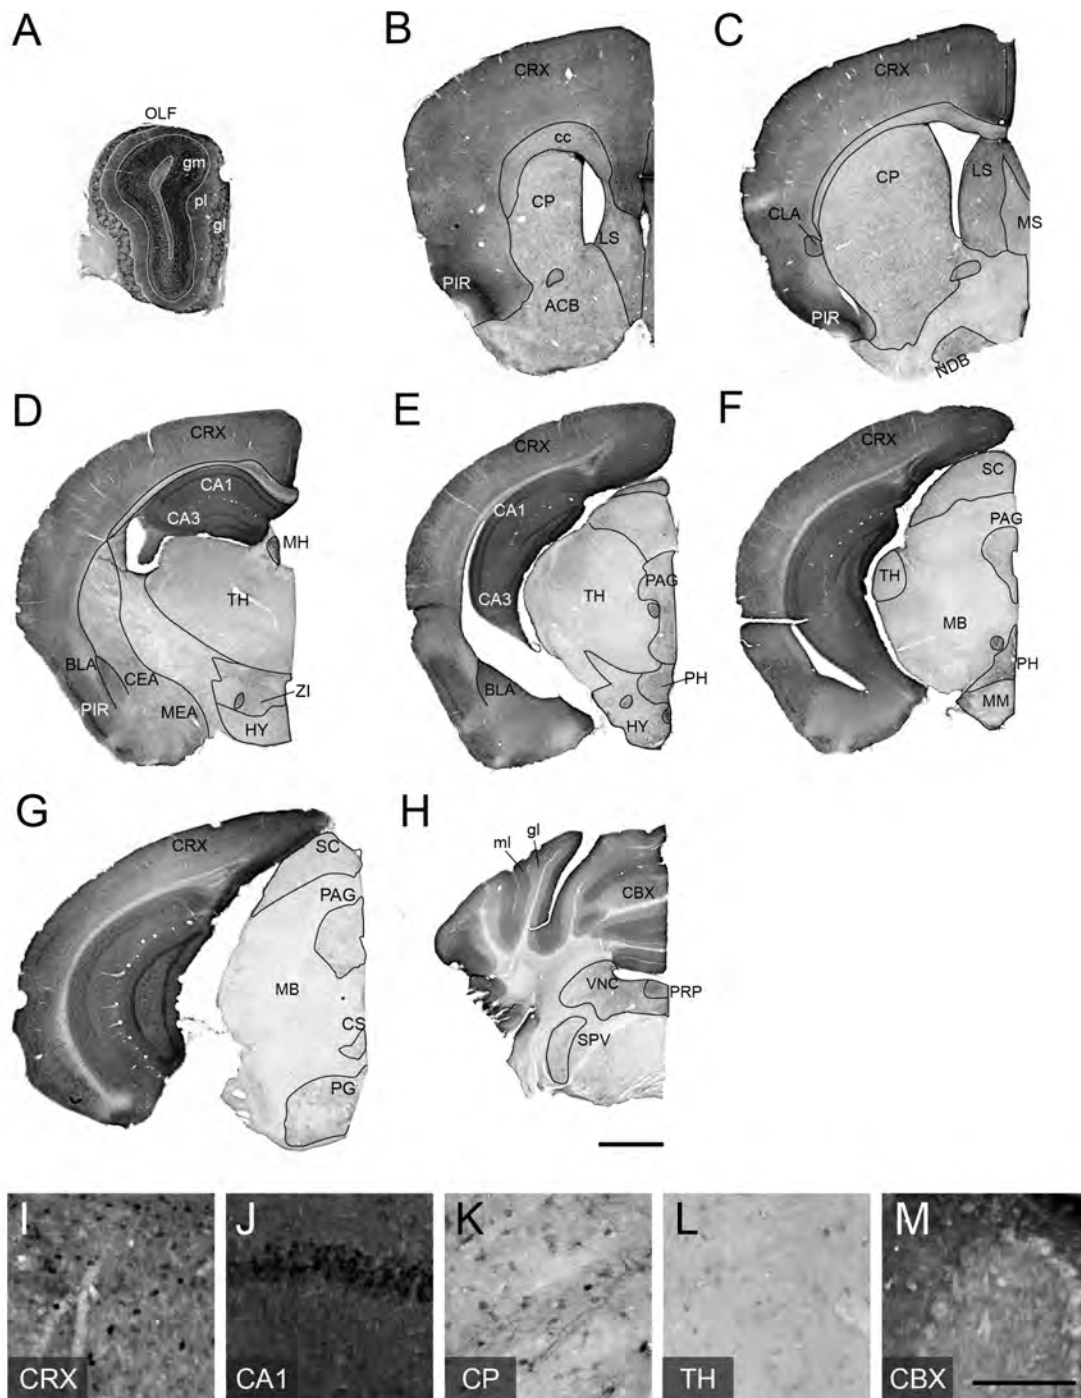 A
OLF
gm
pl
gl
B
CRX
cc
CP
LS
PIR
ACB
C
CRX
CP
LS
CLA
MS
PIR
NDB
D
CRX
CA1
CA3
MH
TH
BLA
CEA
PIR
MEA
ZI
HY
E
CRX
CA1
CA3
TH
PAG
BLA
PH
HY
F
CRX
SC
PAG
TH
MB
PH
MM
G
CRX
SC
PAG
MB
CS
PG
H
ml
gl
CBX
VNC
PRP
SPV
I
CRX
J
CA1
K
CP
L
TH
M
CBX